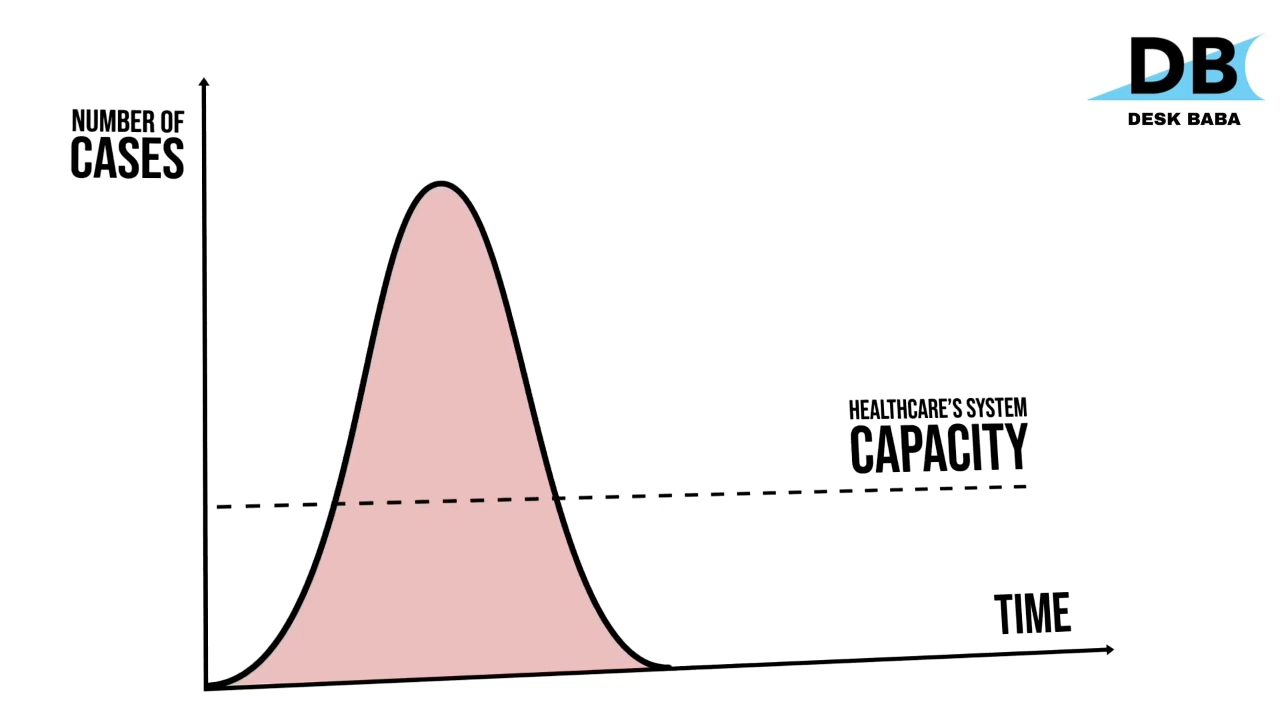 DB
DESK BABA
NUMBER OF
CASES
HEALTHCARE'S SYSTEM
CAPACITY
TIME